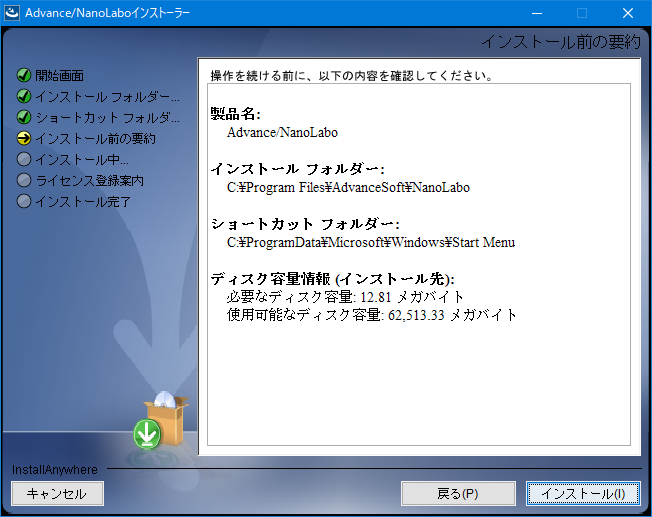 Advance/NanoLaboインストーラー
インストール前の要約
開始画面
インストール フォルダー...
ショートカット フォルダ...
インストール前の要約
インストール中...
ライセンス登録案内
インストール完了
操作を続ける前に、以下の内容を確認してください。
製品名:
Advance/NanoLabo
インストール フォルダー:
C:¥Program Files¥AdvanceSoft¥NanoLabo
ショートカット フォルダー:
C:¥ProgramData¥Microsoft¥Windows¥Start Menu
ディスク容量情報 (インストール先):
必要なディスク容量: 12.81 メガバイト
使用可能なディスク容量: 62,513.33 メガバイト
InstallAnywhere
キャンセル
戻る(P)
インストール(I)